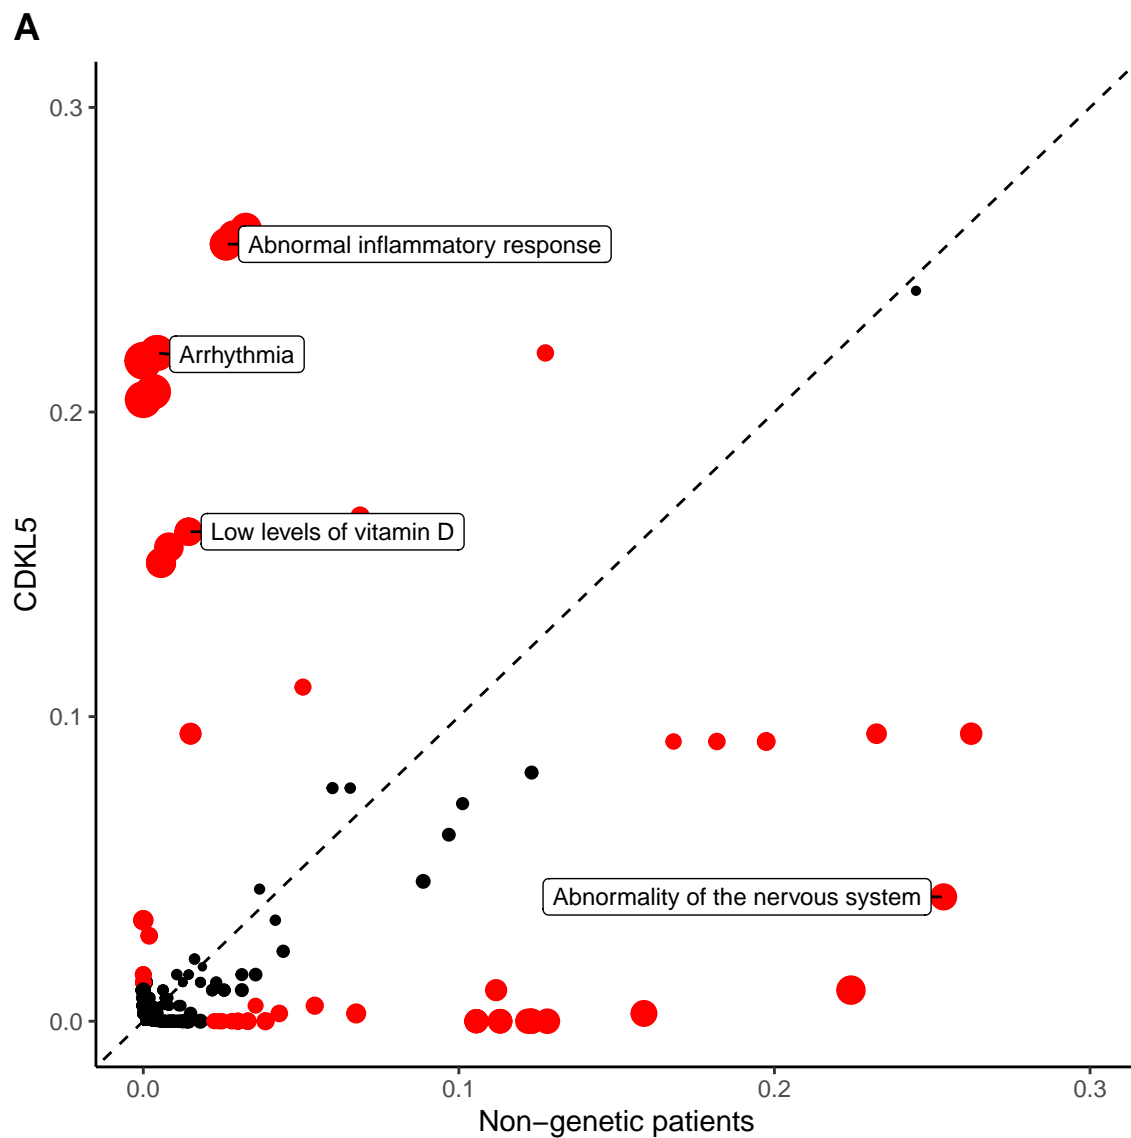 A
0.3
Abnormal inflammatory response
Arrhythmia
0.2
Low levels of vitamin D
CDKL5
0.1
Abnormality of the nervous system
0.0
0.0
0.1
0.2
0.3
Non−genetic patients